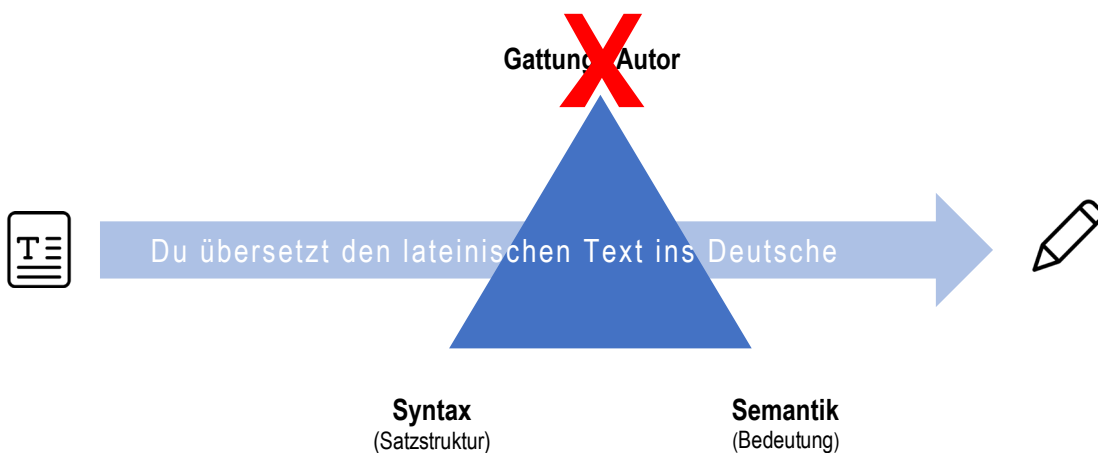 Gattung Autor
Du übersetzt den lateinischen Text ins Deutsche
Syntax
(Satzstruktur)
Semantik
(Bedeutung)